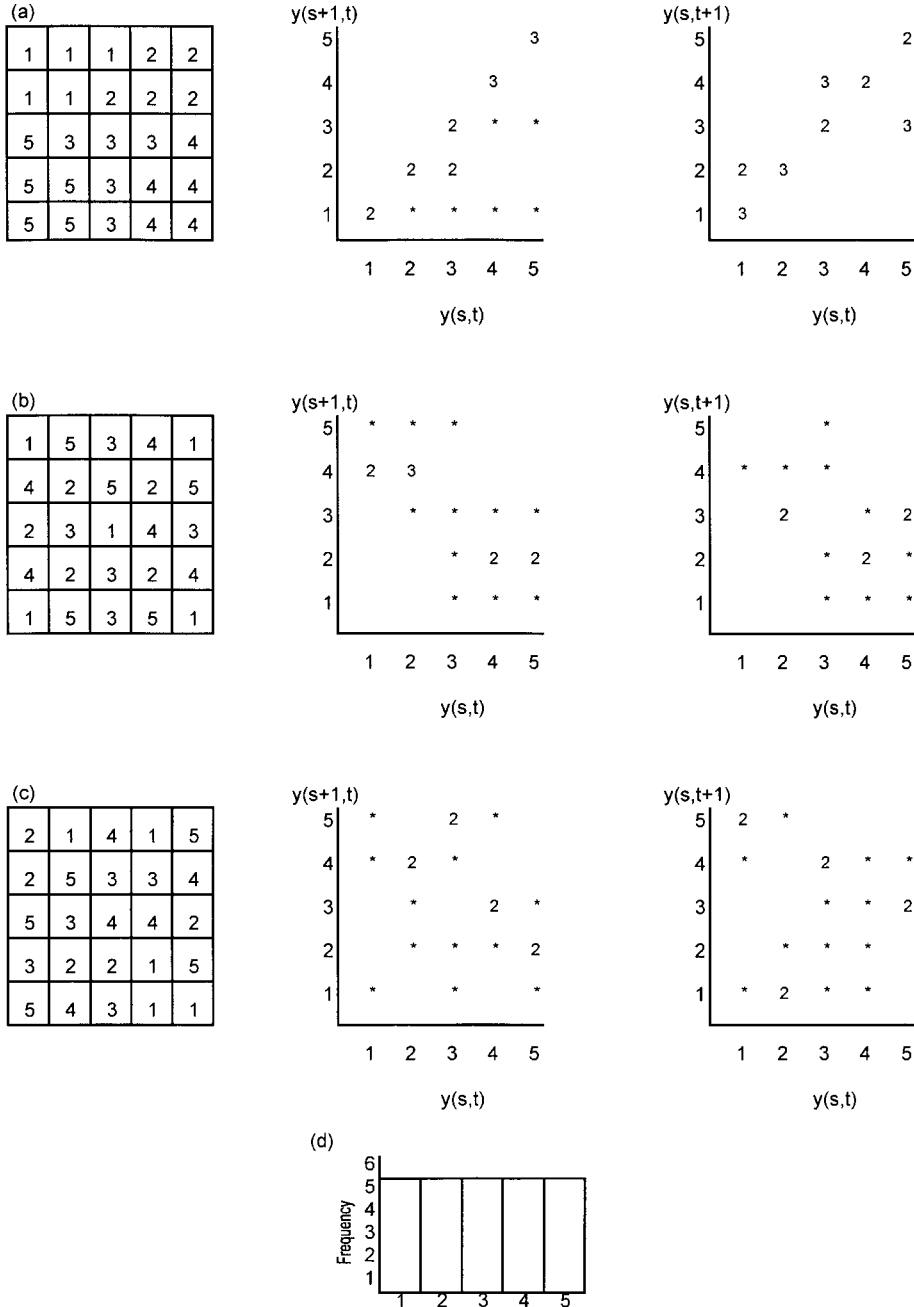 (a)
1 1 1 2 2
1 1 2 2 2
5 3 3 3 4
5 5 3 4 4
5 5 3 4 4
y(s+1,t)
5 3
4 3
3 2 * *
2 2 2
1 2 * * * *
1 2 3 4 5
y(s,t)
y(s,t+1)
5 2
4 3 2
3 2 3
2 2 3
1 3
1 2 3 4 5
y(s,t)
(b)
1 5 3 4 1
4 2 5 2 5
2 3 1 4 3
4 2 3 2 4
1 5 3 5 1
y(s+1,t)
5 * * *
4 2 3
3 * * * *
2 * 2 2
1 * * *
1 2 3 4 5
y(s,t)
y(s,t+1)
5 *
4 * * *
3 2 * 2
2 * 2 *
1 * * *
1 2 3 4 5
y(s,t)
(c)
2 1 4 1 5
2 5 3 3 4
5 3 4 4 2
3 2 2 1 5
5 4 3 1 1
y(s+1,t)
5 * 2 *
4 * 2 *
3 * 2 *
2 * * * 2
1 * * *
1 2 3 4 5
y(s,t)
y(s,t+1)
5 2 *
4 * 2 * *
3 * * 2
2 * * *
1 * 2 * *
1 2 3 4 5
y(s,t)
(d)
Frequency
6
5
4
3
2
1
1 2 3 4 5